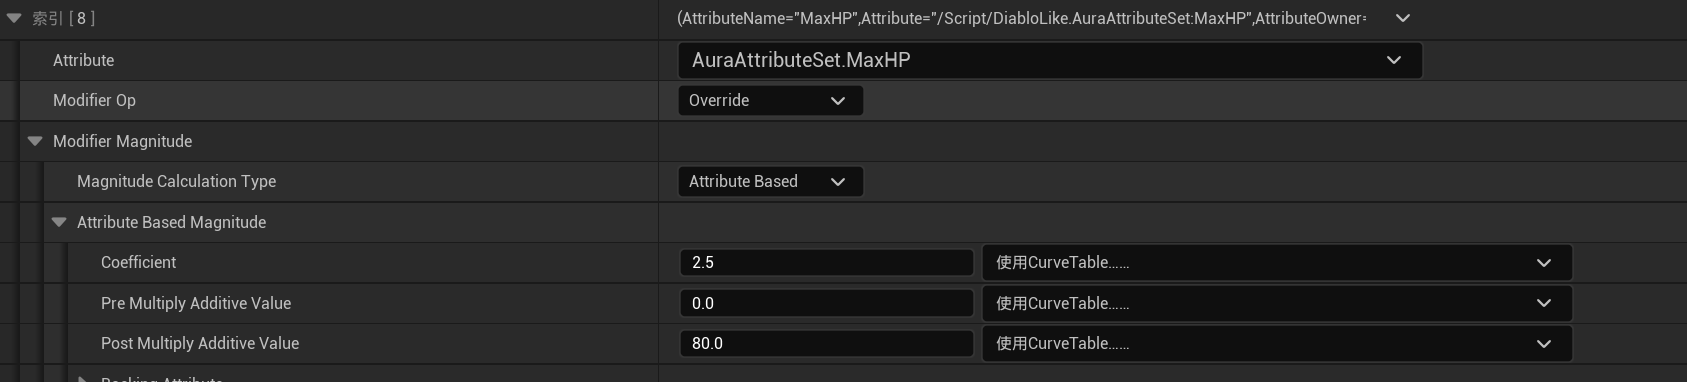 索引 [ 8 ] (AttributeName="MaxHP",Attribute="/Script/DiabloLike.AuraAttributeSet:MaxHP",AttributeOwner=
Attribute AuraAttributeSet.MaxHP
Modifier Op Override
Modifier Magnitude
Magnitude Calculation Type Attribute Based
Attribute Based Magnitude
Coefficient 2.5 使用CurveTable……
Pre Multiply Additive Value 0.0 使用CurveTable……
Post Multiply Additive Value 80.0 使用CurveTable……
Backing Attribute